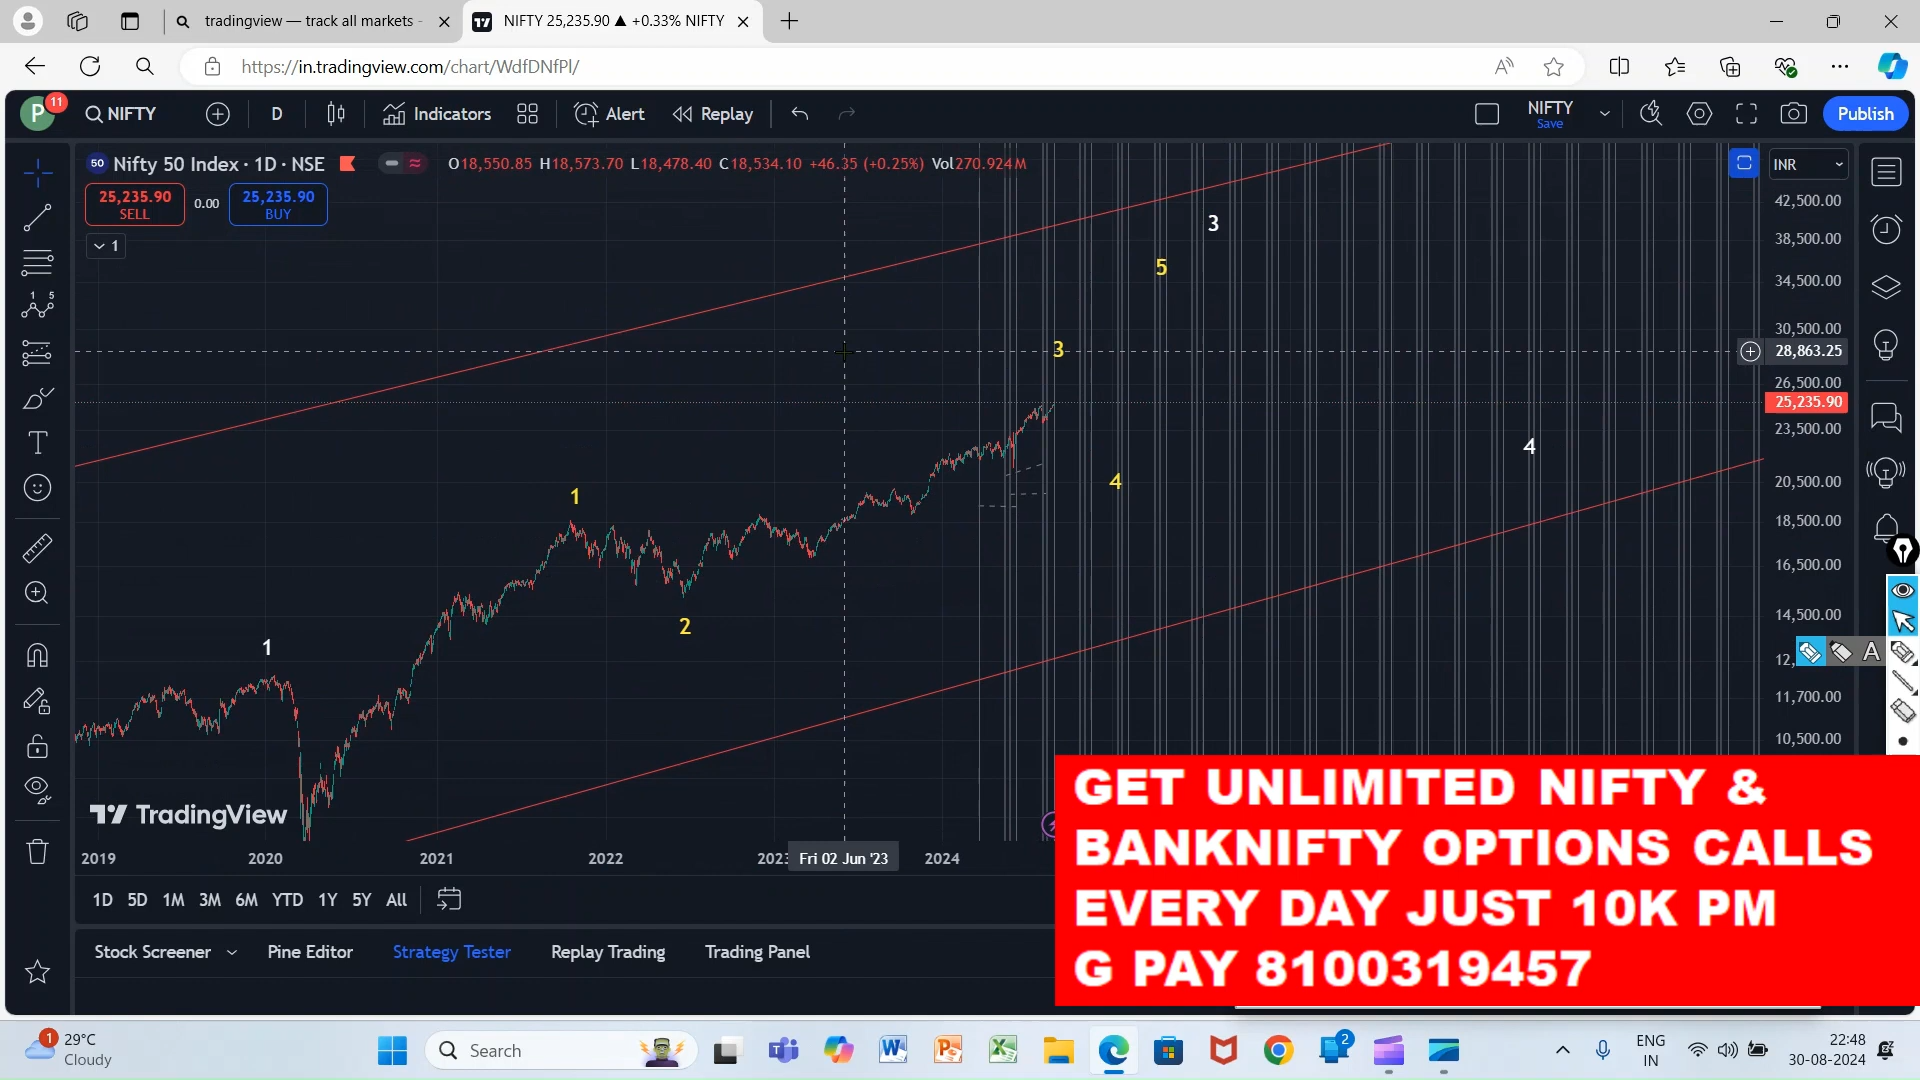 tradingview — track all markets -
NIFTY 25,235.90 ▲ +0.33% NIFTY
https://in.tradingview.com/chart/WdfDNfPl/
P 11
NIFTY
D
Indicators
Alert
Replay
NIFTY
Save
Publish
50 Nifty 50 Index · 1D · NSE
O18,550.85 H18,573.70 L18,478.40 C18,534.10 +46.35 (+0.25%) Vol270.924M
INR
25,235.90
SELL
0.00
25,235.90
BUY
1
42,500.00
38,500.00
34,500.00
30,500.00
28,863.25
26,500.00
25,235.90
23,500.00
20,500.00
18,500.00
16,500.00
14,500.00
12,
11,700.00
10,500.00
3
5
3
4
4
1
2
1
A
TradingView
2019 2020 2021 2022 2023 Fri 02 Jun '23 2024
1D 5D 1M 3M 6M YTD 1Y 5Y All
Stock Screener Pine Editor Strategy Tester Replay Trading Trading Panel
GET UNLIMITED NIFTY &
BANKNIFTY OPTIONS CALLS
EVERY DAY JUST 10K PM
G PAY 8100319457
1
29°C
Cloudy
Search
2
ENG
IN
22:48
30-08-2024